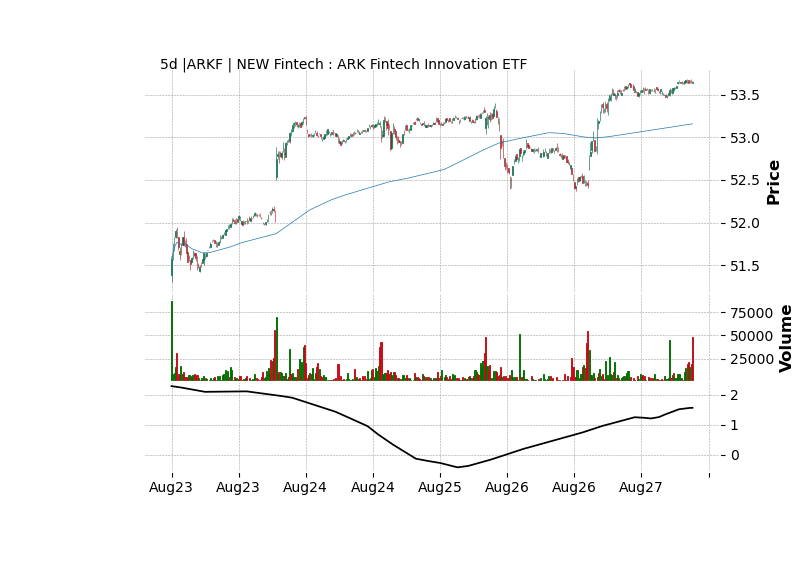 5d |ARKF | NEW Fintech : ARK Fintech Innovation ETF
53.5
53.0
52.5
52.0
51.5
Price
75000
50000
25000
Volume
2
1
0
Aug23 Aug23 Aug24 Aug24 Aug25 Aug26 Aug26 Aug27